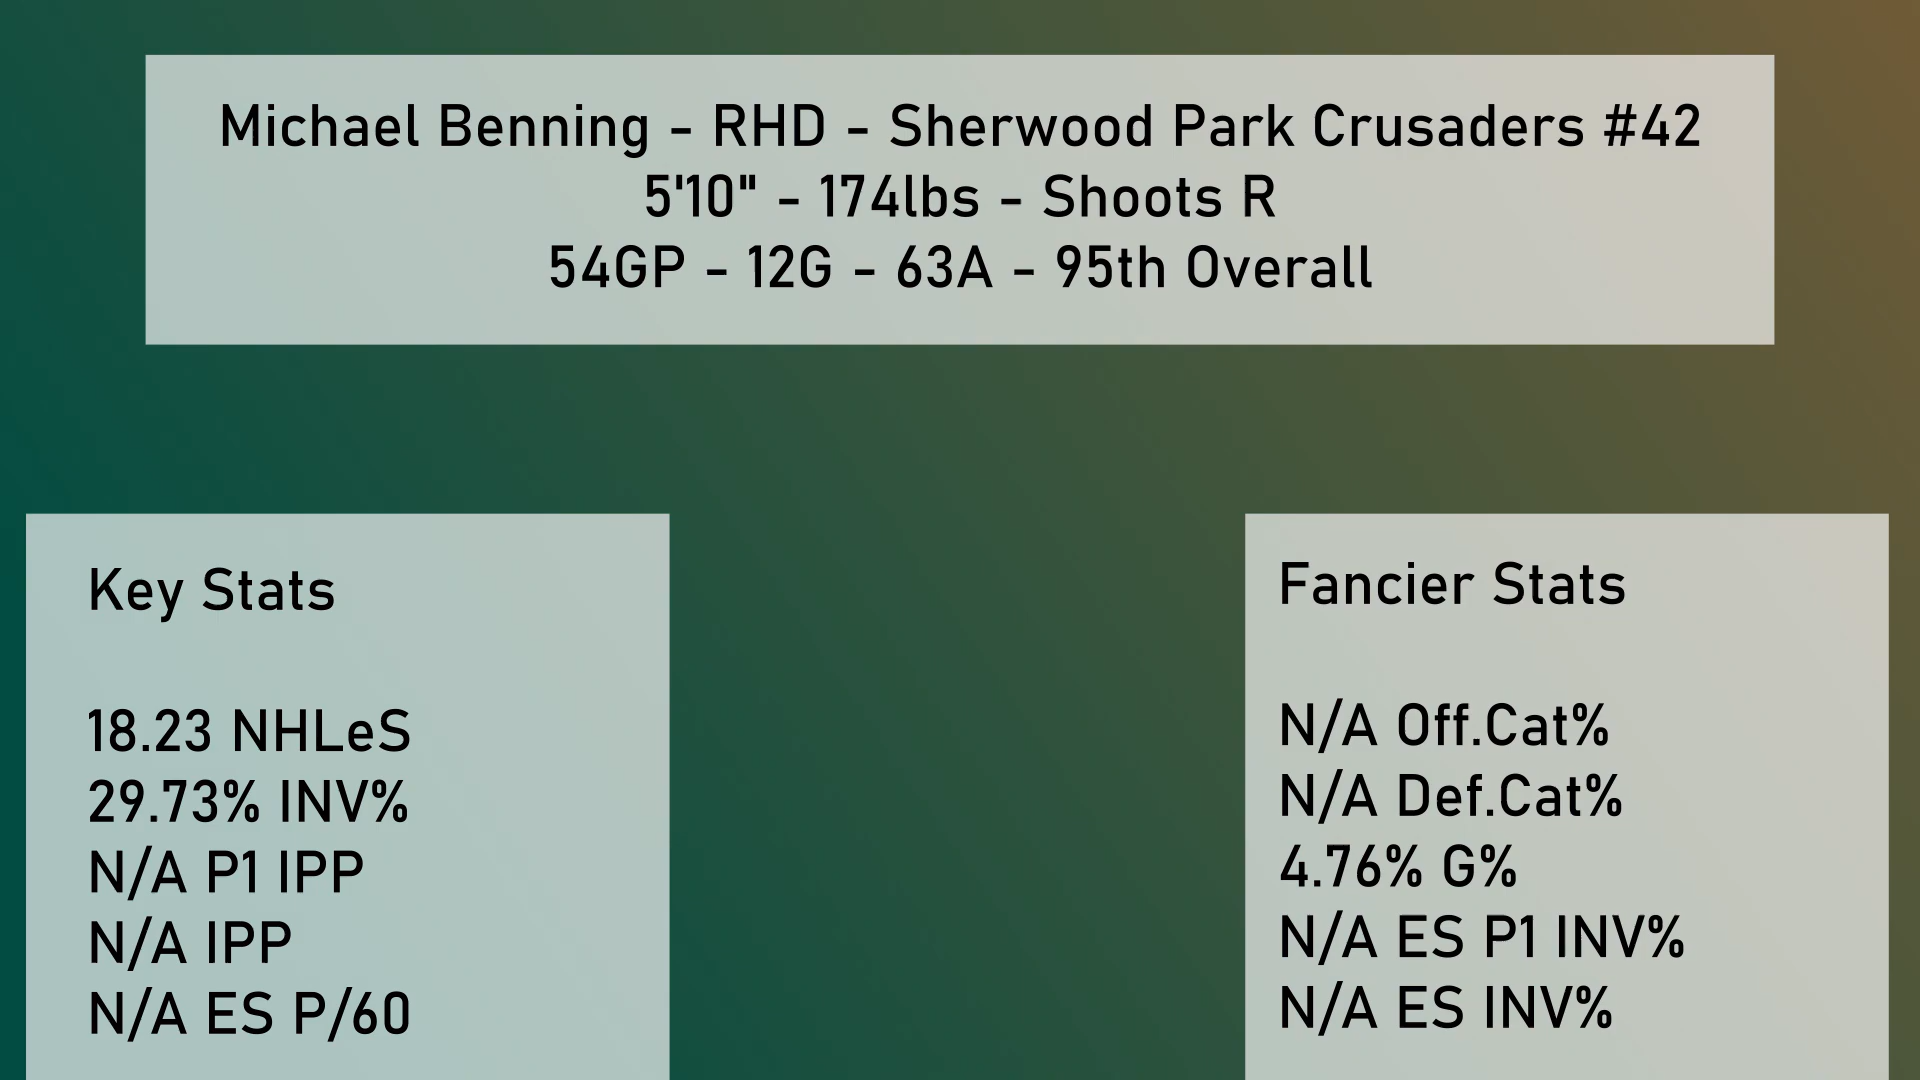 Michael Benning - RHD - Sherwood Park Crusaders #42
5'10" - 174lbs - Shoots R
54GP - 12G - 63A - 95th Overall
Key Stats
18.23 NHLeS
29.73% INV%
N/A P1 IPP
N/A IPP
N/A ES P/60
Fancier Stats
N/A Off.Cat%
N/A Def.Cat%
4.76% G%
N/A ES P1 INV%
N/A ES INV%